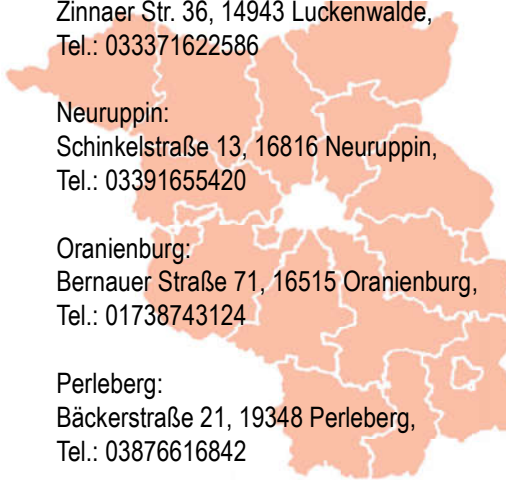 Zinnaer Str. 36, 14943 Luckenwalde,
Tel.: 033371622586
Neuruppin:
Schinkelstraße 13, 16816 Neuruppin,
Tel.: 03391655420
Oranienburg:
Bernauer Straße 71, 16515 Oranienburg,
Tel.: 01738743124
Perleberg:
Bäckerstraße 21, 19348 Perleberg,
Tel.: 03876616842